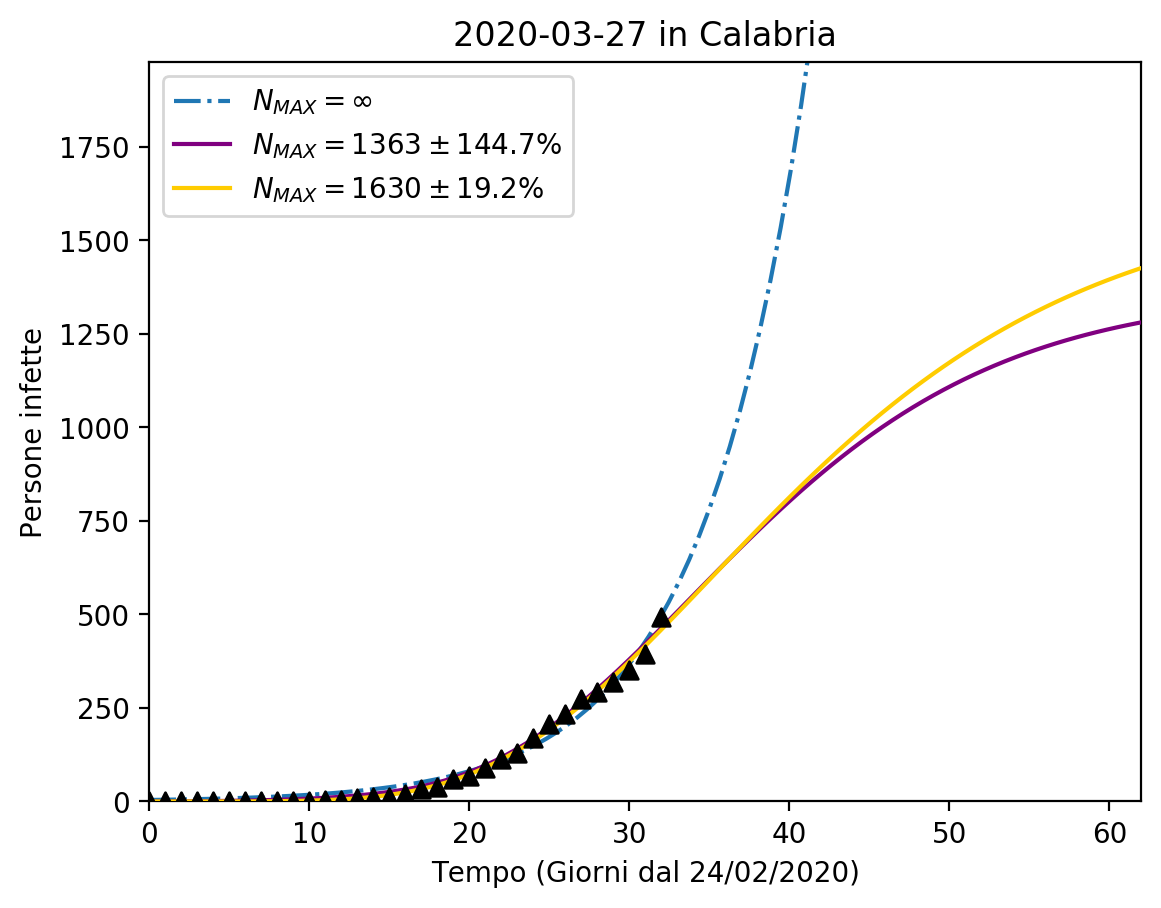 2020-03-27 in Calabria
N_MAX = ∞
N_MAX = 1363 ± 144.7%
N_MAX = 1630 ± 19.2%
1750
1500
1250
1000
750
500
250
0
Persone infette
0 10 20 30 40 50 60
Tempo (Giorni dal 24/02/2020)